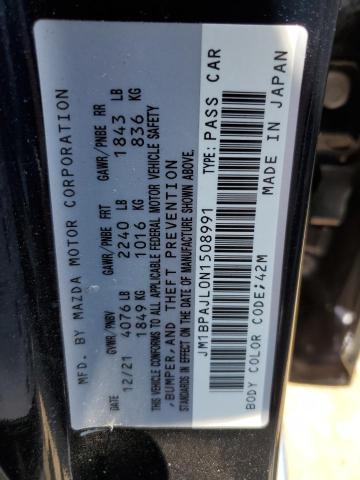 MFD. BY MAZDA MOTOR CORPORATION
GVWR/PNBV GAWR/PNBE FRT GAWR/PNBE RR
12/21 4076 LB 2240 LB 1843 LB
1849 KG 1016 KG 836 KG
THIS VEHICLE CONFORMS TO ALL APPLICABLE FEDERAL MOTOR VEHICLE SAFETY
,BUMPER, AND THEFT PREVENTION
STANDARDS IN EFFECT ON THE DATE OF MANUFACTURE SHOWN ABOVE.
JM1BPAJL0N1508991 TYPE: PASS CAR
BODY COLOR CODE;42M MADE IN JAPAN